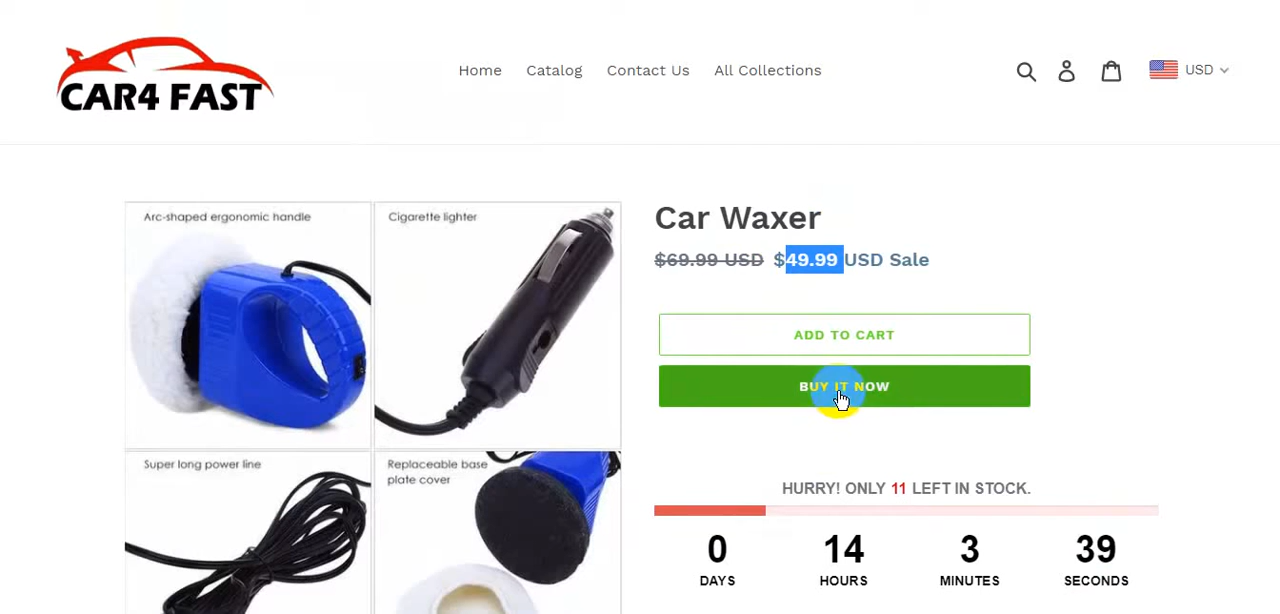 CAR4 FAST
Home Catalog Contact Us All Collections
USD
Arc-shaped ergonomic handle
Cigarette lighter
Super long power line
Replaceable base
plate cover
Car Waxer
$69.99 USD $49.99 USD Sale
ADD TO CART
BUY IT NOW
HURRY! ONLY 11 LEFT IN STOCK.
0 14 3 39
DAYS HOURS MINUTES SECONDS